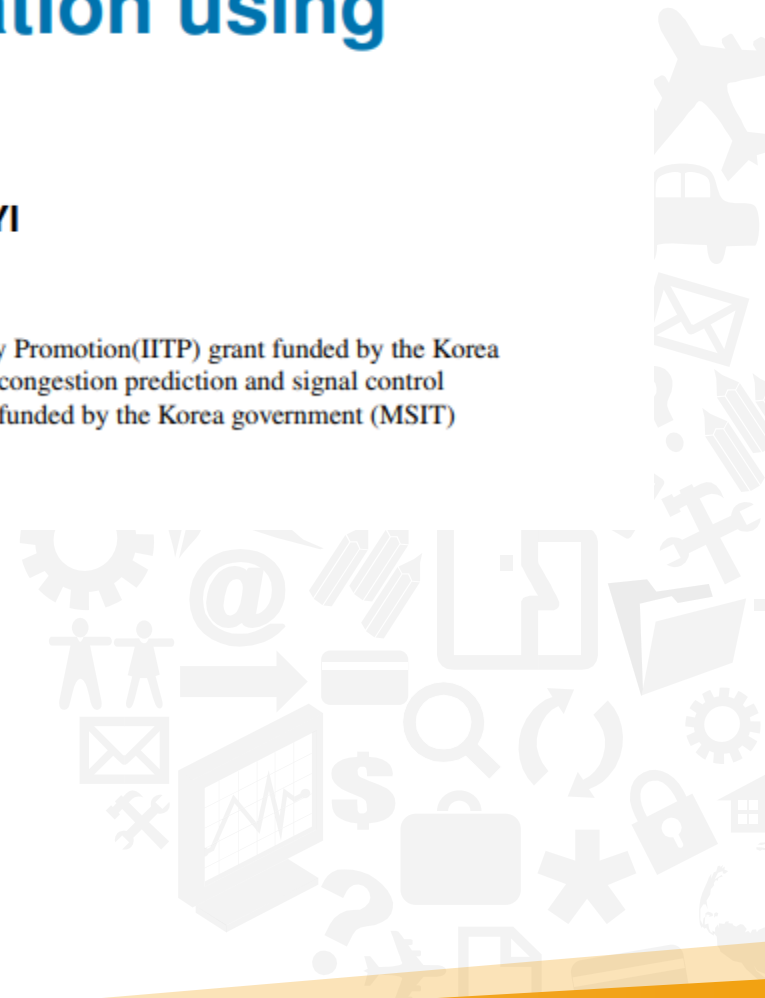 ation using
YI
y Promotion(IITP) grant funded by the Korea
congestion prediction and signal control
funded by the Korea government (MSIT)
@
$
?